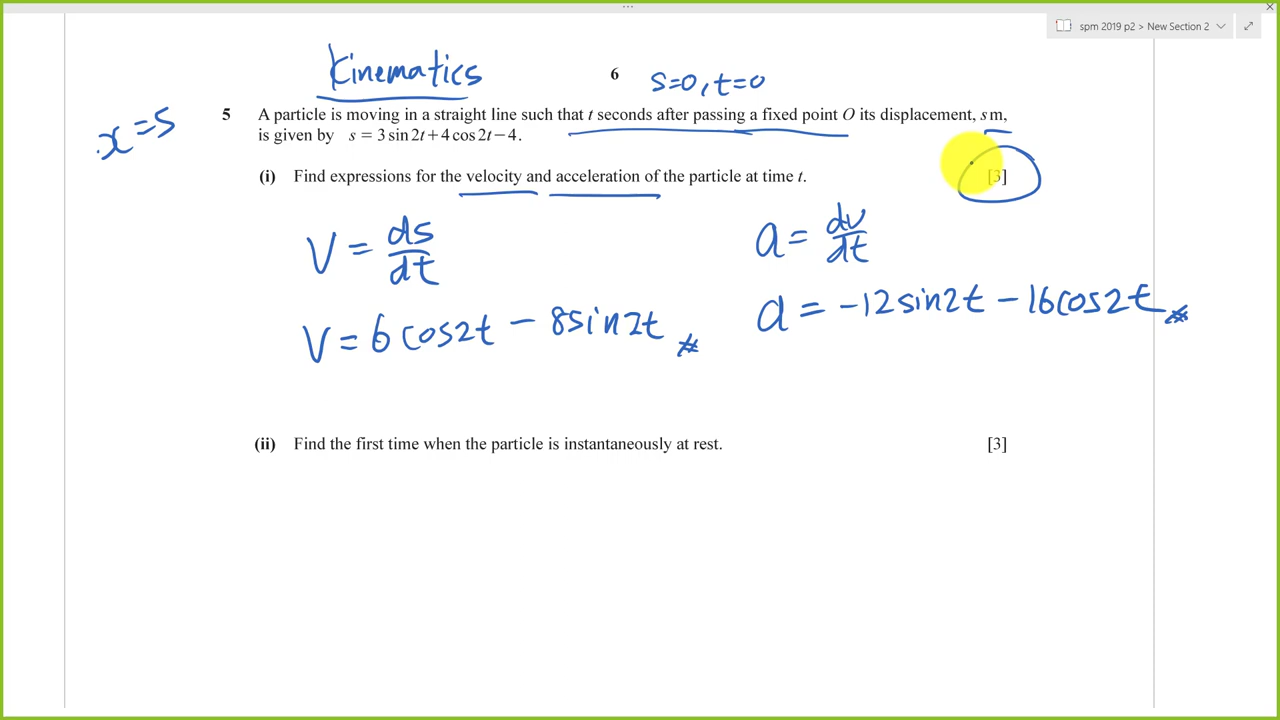 spm 2019 p2 > New Section 2
Kinematics
6
s=0, t=0
x=s
5 A particle is moving in a straight line such that t seconds after passing a fixed point O its displacement, s m,
is given by s = 3 sin 2t + 4 cos 2t − 4.
(i) Find expressions for the velocity and acceleration of the particle at time t. [3]
V = ds/dt
a = dv/dt
V = 6 cos2t − 8sin2t
a = −12sin2t − 16cos2t
(ii) Find the first time when the particle is instantaneously at rest. [3]